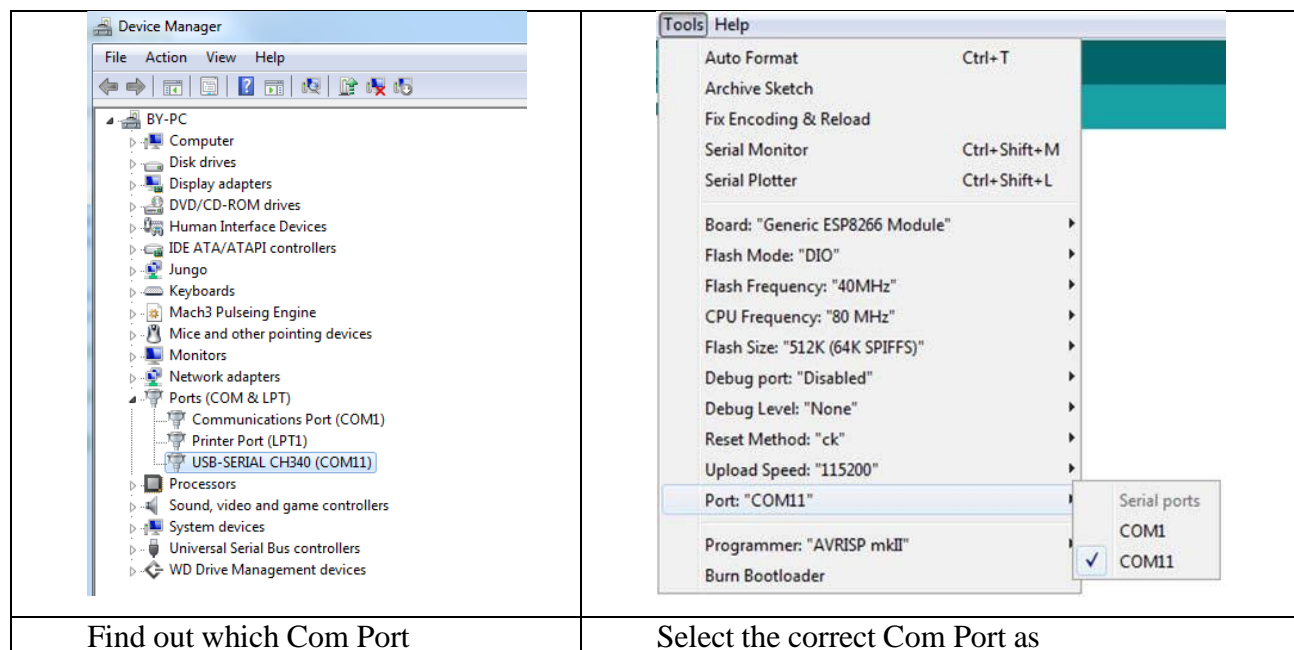 Device Manager
File Action View Help
BY-PC
Computer
Disk drives
Display adapters
DVD/CD-ROM drives
Human Interface Devices
IDE ATA/ATAPI controllers
Jungo
Keyboards
Mach3 Pulseing Engine
Mice and other pointing devices
Monitors
Network adapters
Ports (COM & LPT)
Communications Port (COM1)
Printer Port (LPT1)
USB-SERIAL CH340 (COM11)
Processors
Sound, video and game controllers
System devices
Universal Serial Bus controllers
WD Drive Management devices
Find out which Com Port
Tools Help
Auto Format Ctrl+T
Archive Sketch
Fix Encoding & Reload
Serial Monitor Ctrl+Shift+M
Serial Plotter Ctrl+Shift+L
Board: "Generic ESP8266 Module"
Flash Mode: "DIO"
Flash Frequency: "40MHz"
CPU Frequency: "80 MHz"
Flash Size: "512K (64K SPIFFS)"
Debug port: "Disabled"
Debug Level: "None"
Reset Method: "ck"
Upload Speed: "115200"
Port: "COM11"
Serial ports
COM1
COM11
Programmer: "AVRISP mkII"
Burn Bootloader
Select the correct Com Port as